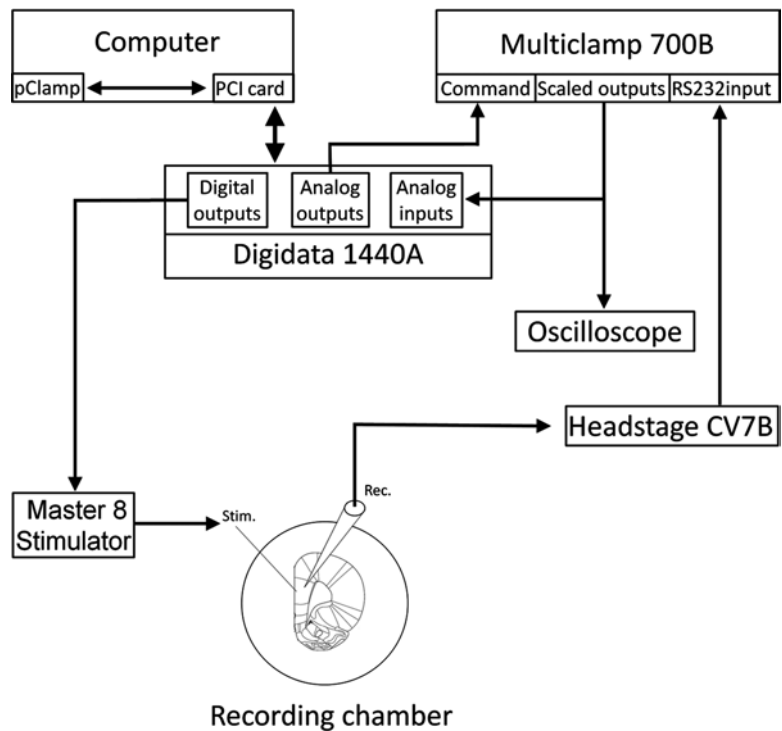 Computer
pClamp
PCI card
Multiclamp 700B
Command
Scaled outputs
RS232input
Digital
outputs
Analog
outputs
Analog
inputs
Digidata 1440A
Oscilloscope
Headstage CV7B
Master 8
Stimulator
Stim.
Rec.
Recording chamber